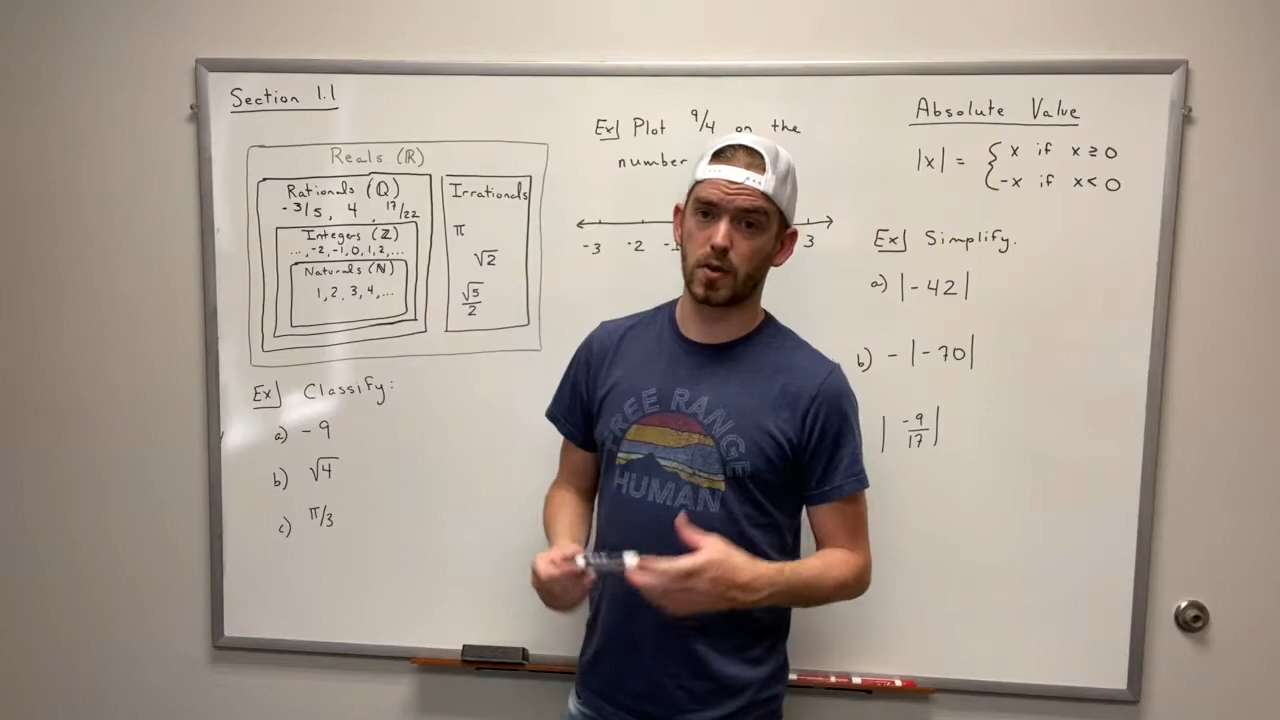 Section 1.1
Reals (ℝ)
Rationals (ℚ)
-3/5, 4, 17/22
Integers (ℤ)
..., -2, -1, 0, 1, 2, ...
Naturals (ℕ)
1, 2, 3, 4, ...
Irrationals
π
√2
√5/2
Ex] Classify:
a) -9
b) √4
c) π/3
Ex] Plot 9/4 on the
number
-3 -2 3
Absolute Value
|x| = { x if x ≥ 0
-x if x < 0
Ex] Simplify.
a) |-42|
b) -|-70|
|-9/17|
FREE RANGE
HUMAN